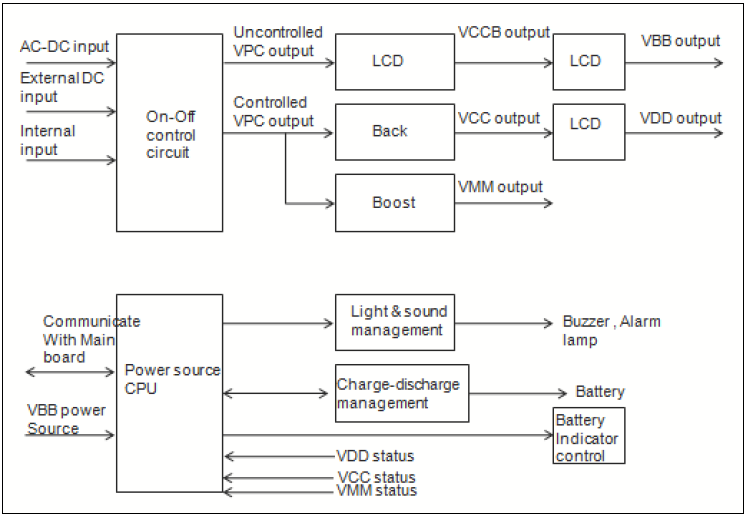 AC-DC input
External DC
input
Internal
input
On-Off
control
circuit
Uncontrolled
VPC output
Controlled
VPC output
LCD
VCCB output
LCD
VBB output
Back
VCC output
LCD
VDD output
Boost
VMM output
Communicate
With Main
board
VBB power
Source
Power source
CPU
Light & sound
management
Buzzer , Alarm
lamp
Charge-discharge
management
Battery
Battery
Indicator
control
VDD status
VCC status
VMM status